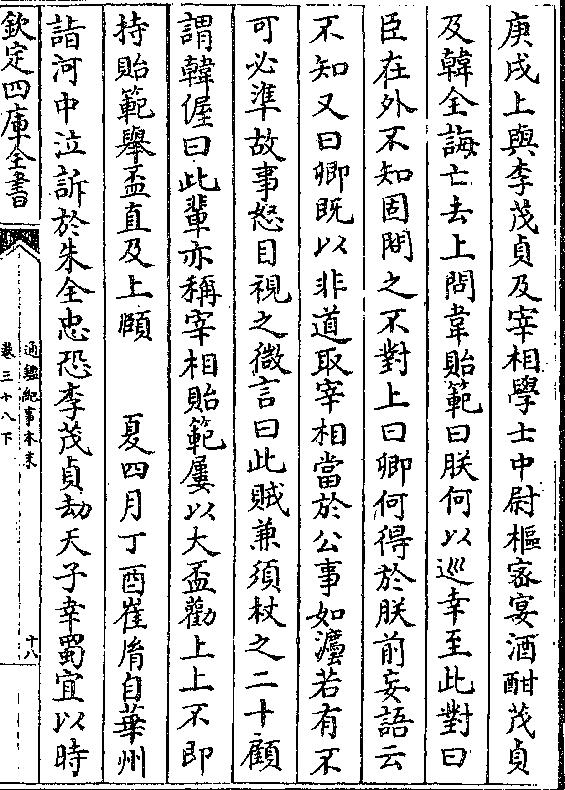 庚戌上與李茂貞及宰相學士中尉樞宻宴酒酣茂貞
及韓全誨亡去上問韋貽範曰朕何以巡幸至此對曰
臣在外不知固問之不對上曰卿何得於朕前妄語云
不知又曰卿既以非道取宰相當於公事如灋若有不
可必準故事怒目視之微言曰此賊兼須杖之二十顧
謂韓偓曰此輩亦稱宰相貽範屢以大盃勸上上不即
持貽範舉盃直及上頤　夏四月丁酉崔𦙍自華州
詣河中泣訴於朱全忠恐李茂貞劫天子幸蜀宜以時
欽定四庫全書
通鑑紀事本末
卷三十八下
十八